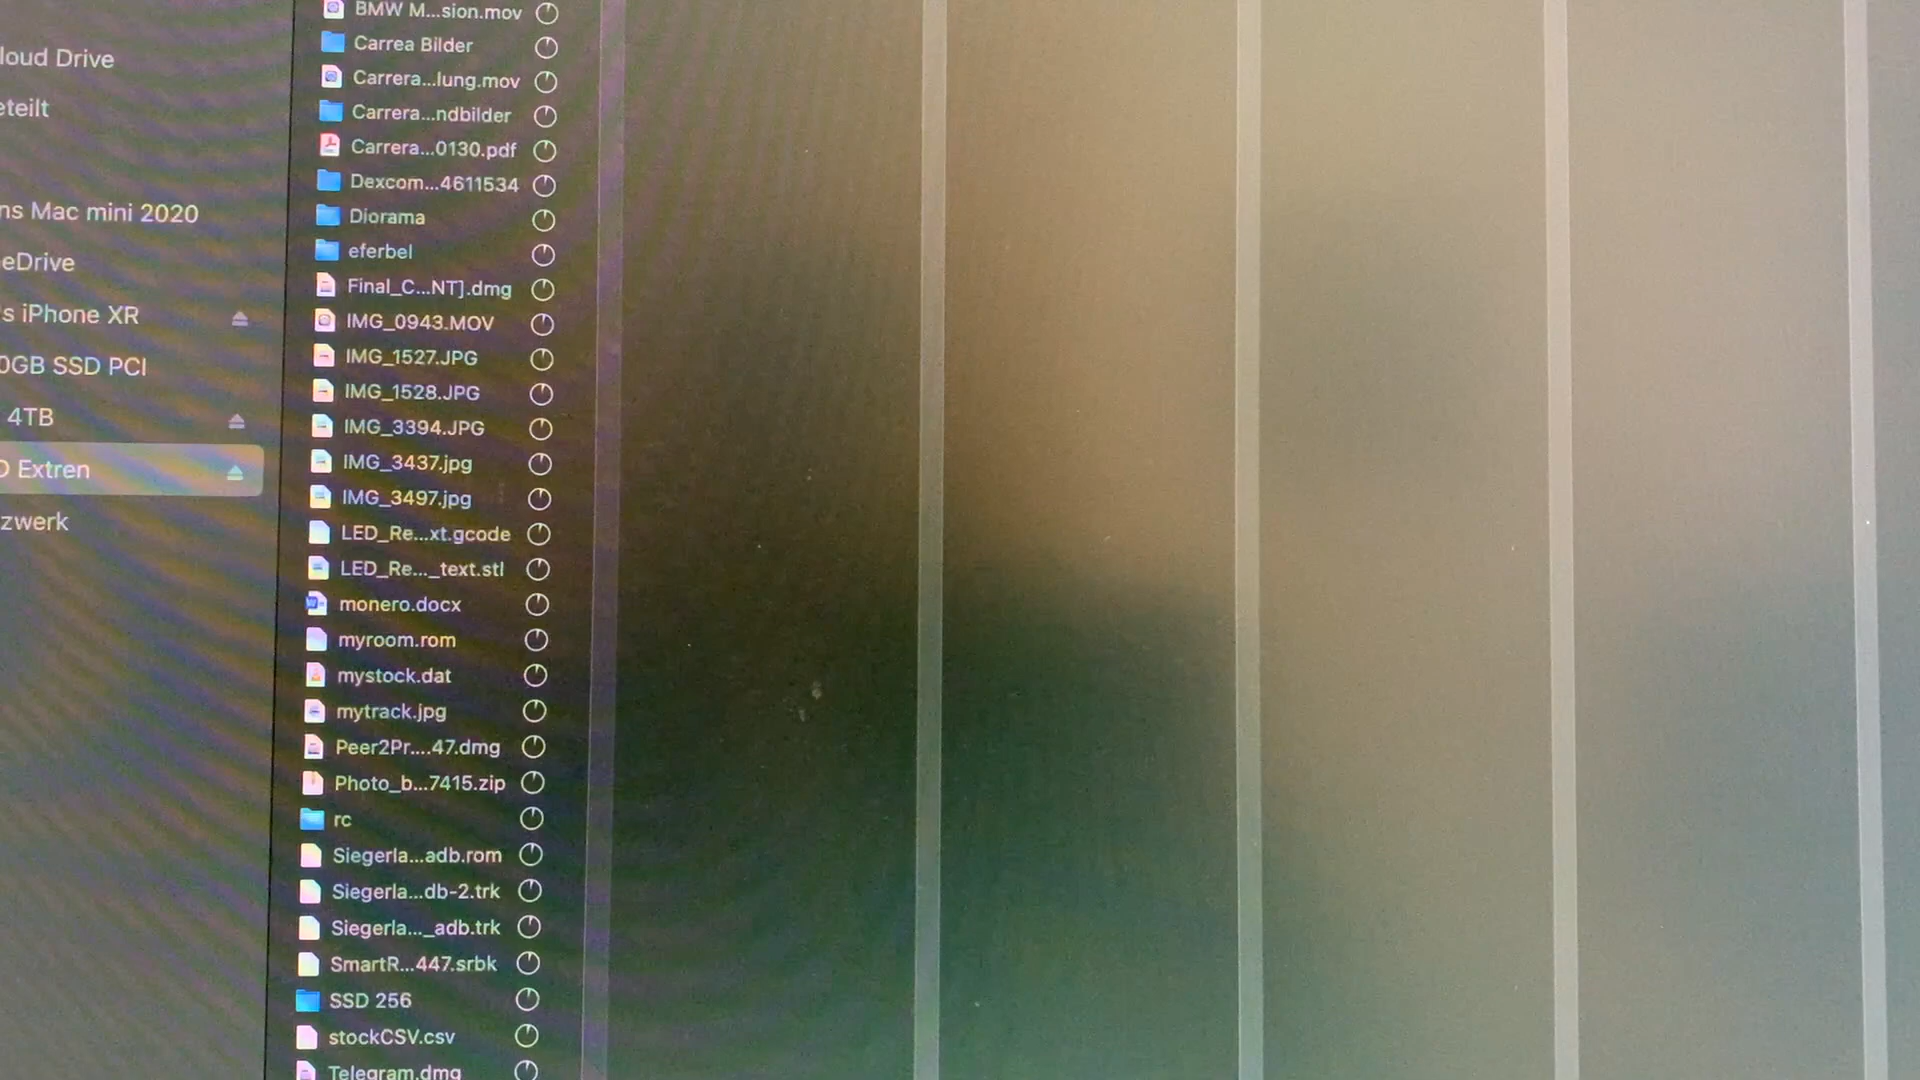 loud Drive
eteilt
ns Mac mini 2020
eDrive
s iPhone XR
0GB SSD PCI
4TB
D Extren
zwerk
BMW M...sion.mov
Carrea Bilder
Carrera...lung.mov
Carrera...ndbilder
Carrera...0130.pdf
Dexcom...4611534
Diorama
eferbel
Final_C...NT].dmg
IMG_0943.MOV
IMG_1527.JPG
IMG_1528.JPG
IMG_3394.JPG
IMG_3437.jpg
IMG_3497.jpg
LED_Re...xt.gcode
LED_Re..._text.stl
monero.docx
myroom.rom
mystock.dat
mytrack.jpg
Peer2Pr....47.dmg
Photo_b...7415.zip
rc
Siegerla...adb.rom
Siegerla...db-2.trk
Siegerla..._adb.trk
SmartR...447.srbk
SSD 256
stockCSV.csv
Telegram.dmg